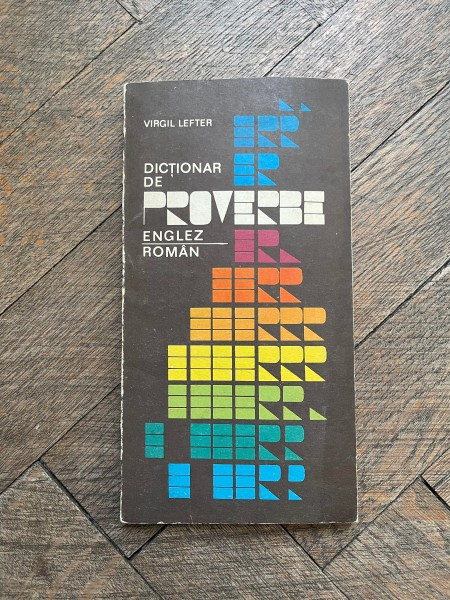 VIRGIL LEFTER
DICȚIONAR
DE
PROVERBE
ENGLEZ
ROMÂN